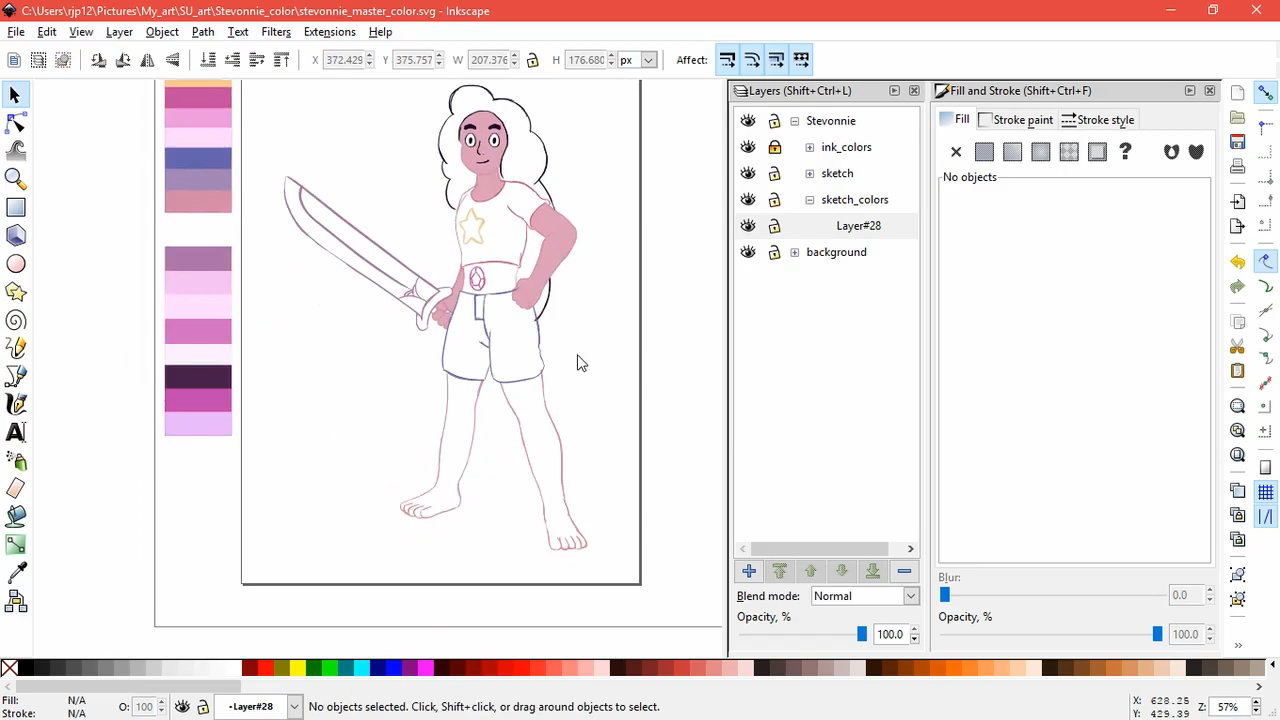 C:\Users\rjp12\Pictures\My_art\SU_art\Stevonnie_color\stevonnie_master_color.svg - Inkscape
File Edit View Layer Object Path Text Filters Extensions Help
X 372.429 Y 375.757 W 207.376 H 176.680 px Affect:
Layers (Shift+Ctrl+L)
Stevonnie
ink_colors
sketch
sketch_colors
Layer#28
background
Blend mode: Normal
Opacity, %
100.0
Fill and Stroke (Shift+Ctrl+F)
Fill Stroke paint Stroke style
?
No objects
Blur:
0.0
Opacity, %
100.0
Fill: N/A
Stroke: N/A
O: 100
·Layer#28
No objects selected. Click, Shift+click, or drag around objects to select.
X: 628.25
Y: 429.39
Z: 57%